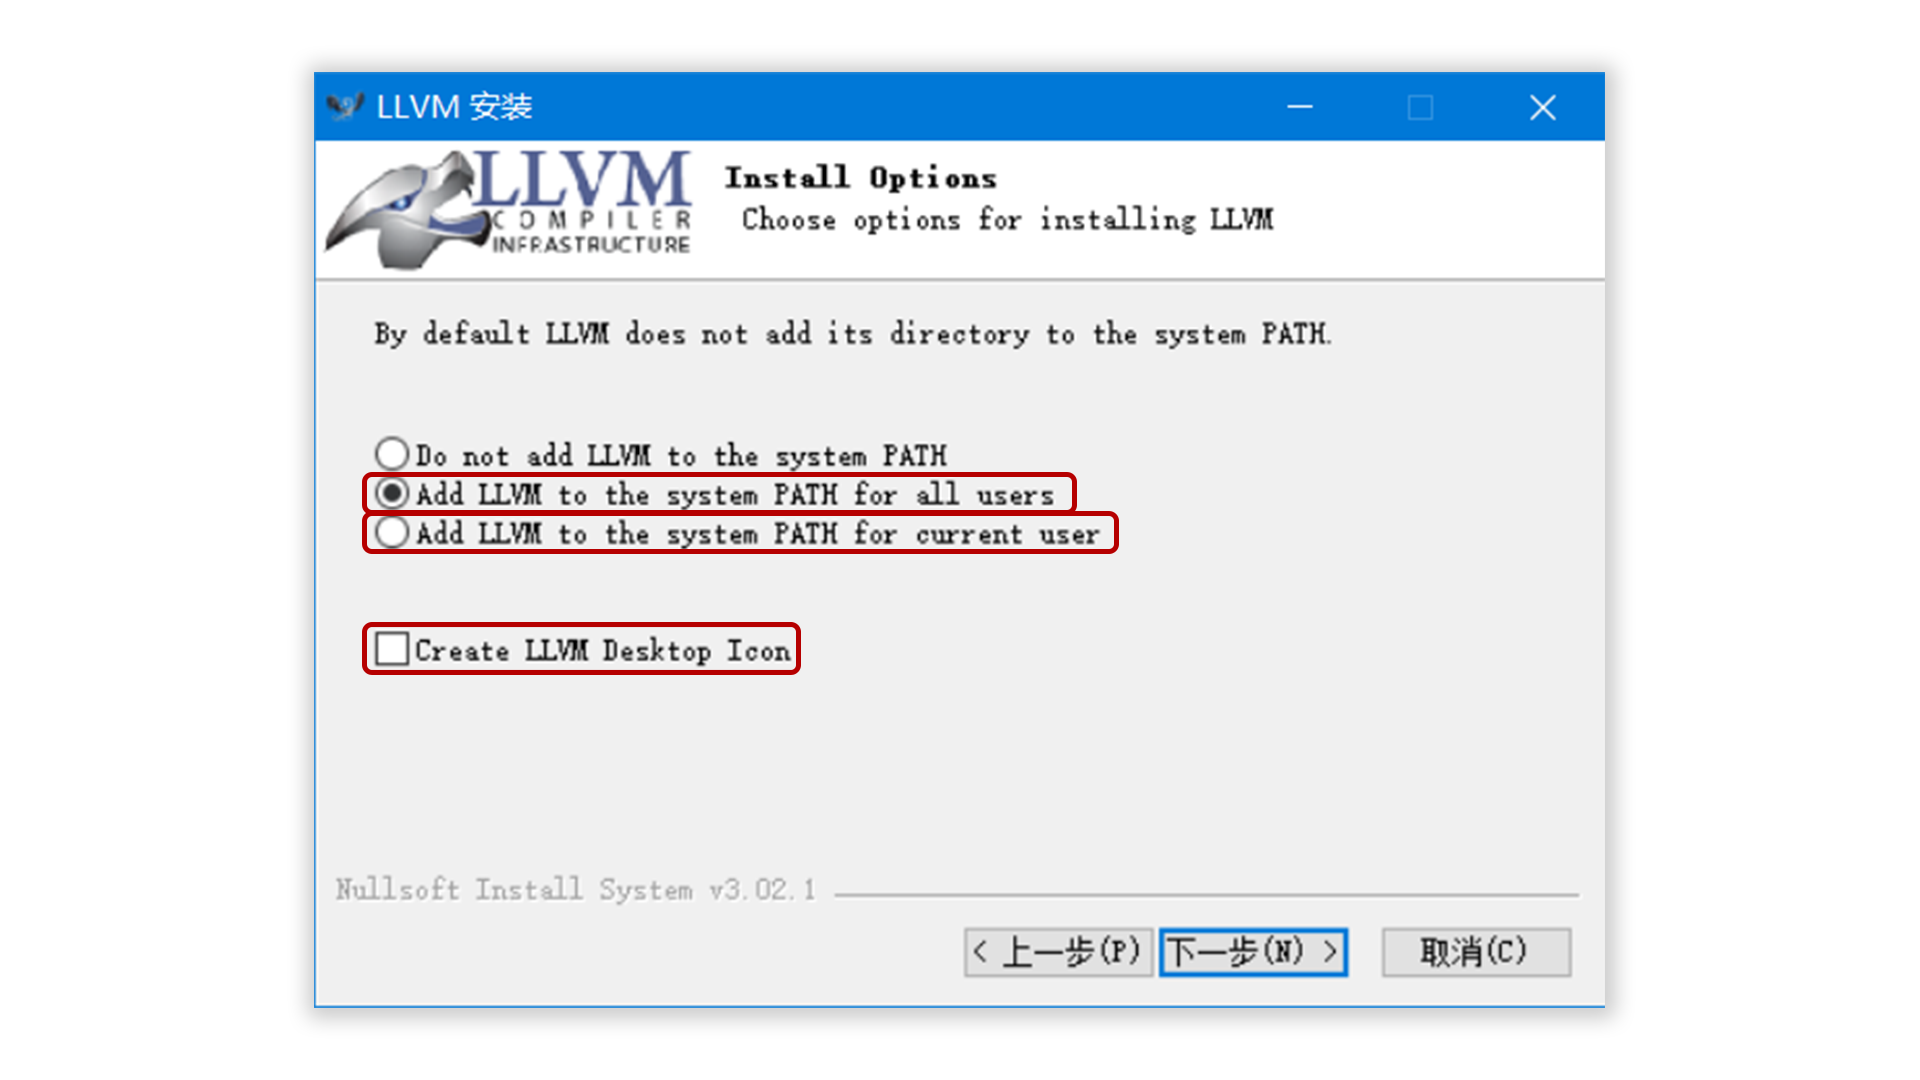 LLVM 安装
LLVM
COMPILER
INFRASTRUCTURE
Install Options
Choose options for installing LLVM
By default LLVM does not add its directory to the system PATH.
Do not add LLVM to the system PATH
Add LLVM to the system PATH for all users
Add LLVM to the system PATH for current user
Create LLVM Desktop Icon
Nullsoft Install System v3.02.1
< 上一步(P)
下一步(N) >
取消(C)